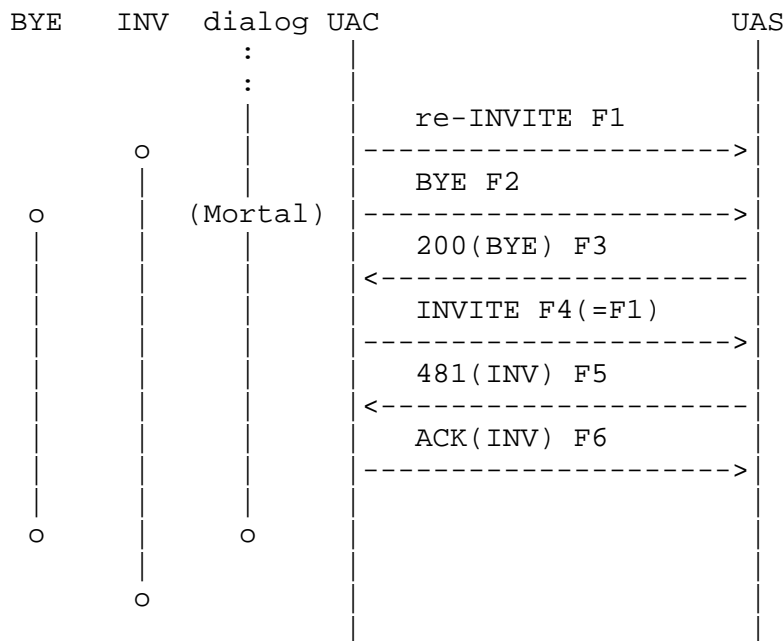 BYE INV dialog UAC UAS
re-INVITE F1
o
BYE F2
o (Mortal)
200(BYE) F3
INVITE F4(=F1)
481(INV) F5
ACK(INV) F6
o o
o